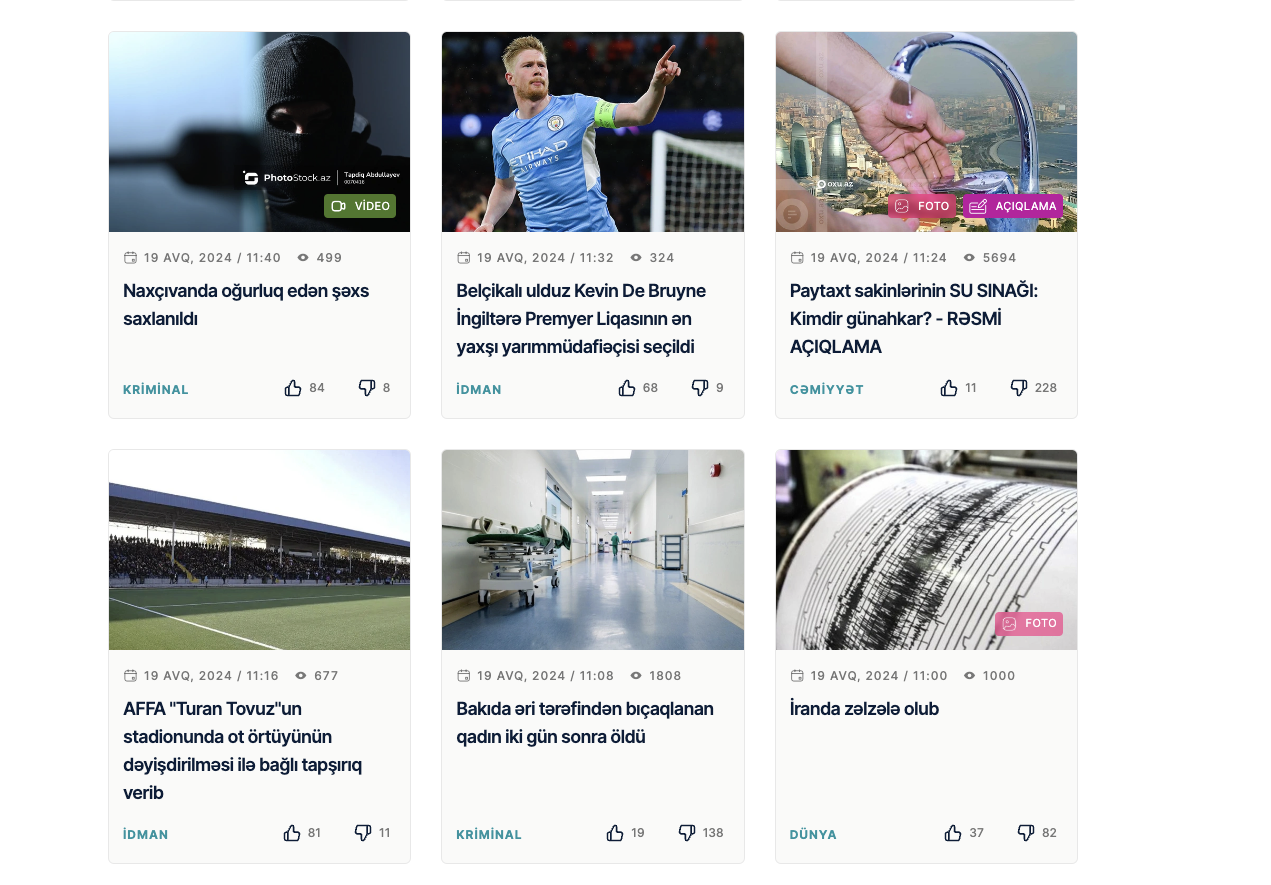 PhotoStock.az
Tapdiq Abdullayev
0070416
VİDEO
19 AVQ, 2024 / 11:40 499
Naxçıvanda oğurluq edən şəxs
saxlanıldı
KRİMİNAL 84 8
ETIHAD
AIRWAYS
19 AVQ, 2024 / 11:32 324
Belçikalı ulduz Kevin De Bruyne
İngiltərə Premyer Liqasının ən
yaxşı yarımmüdafiəçisi seçildi
İDMAN 68 9
oxu.az
FOTO AÇIQLAMA
19 AVQ, 2024 / 11:24 5694
Paytaxt sakinlərinin SU SINAĞI:
Kimdir günahkar? - RƏSMİ
AÇIQLAMA
CƏMİYYƏT 11 228
19 AVQ, 2024 / 11:16 677
AFFA "Turan Tovuz"un
stadionunda ot örtüyünün
dəyişdirilməsi ilə bağlı tapşırıq
verib
İDMAN 81 11
19 AVQ, 2024 / 11:08 1808
Bakıda əri tərəfindən bıçaqlanan
qadın iki gün sonra öldü
KRİMİNAL 19 138
FOTO
19 AVQ, 2024 / 11:00 1000
İranda zəlzələ olub
DÜNYA 37 82